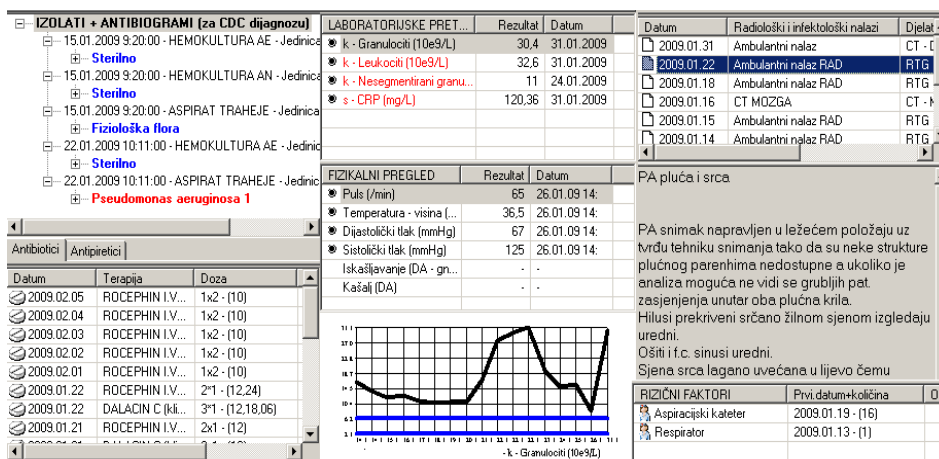 IZOLATI + ANTIBIOGRAMI (za CDC dijagnozu)
15.01.2009 9:20:00 - HEMOKULTURA AE - Jedinica
Sterilno
15.01.2009 9:20:00 - HEMOKULTURA AN - Jedinica
Sterilno
15.01.2009 9:20:00 - ASPIRAT TRAHEJE - Jedinica
Fiziološka flora
22.01.2009 10:11:00 - HEMOKULTURA AE - Jedinic
Sterilno
22.01.2009 10:11:00 - ASPIRAT TRAHEJE - Jedinic
Pseudomonas aeruginosa 1
Antibiotici Antipiretici
Datum Terapija Doza
2009.02.05 ROCEPHIN I.V... 1x2 - (10)
2009.02.04 ROCEPHIN I.V... 1x2 - (10)
2009.02.03 ROCEPHIN I.V... 1x2 - (10)
2009.02.02 ROCEPHIN I.V... 1x2 - (10)
2009.02.01 ROCEPHIN I.V... 1x2 - (10)
2009.01.22 ROCEPHIN I.V... 2*1 - (12,24)
2009.01.22 DALACIN C (kli... 3*1 - (12,18,06)
2009.01.21 ROCEPHIN I.V... 2x1 - (12)
LABORATORIJSKE PRET... Rezultat Datum
k - Granulociti (10e9/L) 30,4 31.01.2009
k - Leukociti (10e9/L) 32,6 31.01.2009
k - Nesegmentirani granu... 11 24.01.2009
s - CRP (mg/L) 120,36 31.01.2009
FIZIKALNI PREGLED Rezultat Datum
Puls (/min) 65 26.01.09 14:
Temperatura - visina (... 36,5 26.01.09 14:
Dijastolički tlak (mmHg) 67 26.01.09 14:
Sistolički tlak (mmHg) 125 26.01.09 14:
Iskašljavanje (DA - gn... - -
Kašalj (DA) - -
- k - Granulociti (10e9/L)
Datum Radiološki i infektološki nalazi Djelat
2009.01.31 Ambulantni nalaz CT - C
2009.01.22 Ambulantni nalaz RAD RTG
2009.01.18 Ambulantni nalaz RAD RTG
2009.01.16 CT MOZGA CT - M
2009.01.15 Ambulantni nalaz RAD RTG
2009.01.14 Ambulantni nalaz RAD RTG
PA pluća i srca
PA snimak napravljen u ležećem položaju uz
tvrđu tehniku snimanja tako da su neke strukture
plućnog parenhima nedostupne a ukoliko je
analiza moguća ne vidi se grubljih pat.
zasjenjenja unutar oba plućna krila.
Hilusi prekriveni srčano žilnom sjenom izgledaju
uredni.
Ošiti i f.c. sinusi uredni.
Sjena srca lagano uvećana u lijevo čemu
RIZIČNI FAKTORI Prvi.datum+količina O
Aspiracijski kateter 2009.01.19 - (16)
Respirator 2009.01.13 - (1)